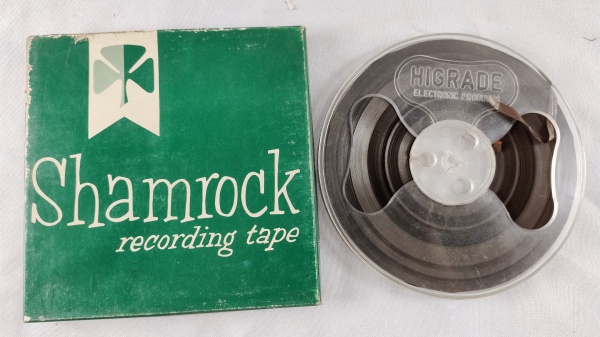 Shamrock
recording tape
HIGRADE
ELECTRONIC PRODUCTS